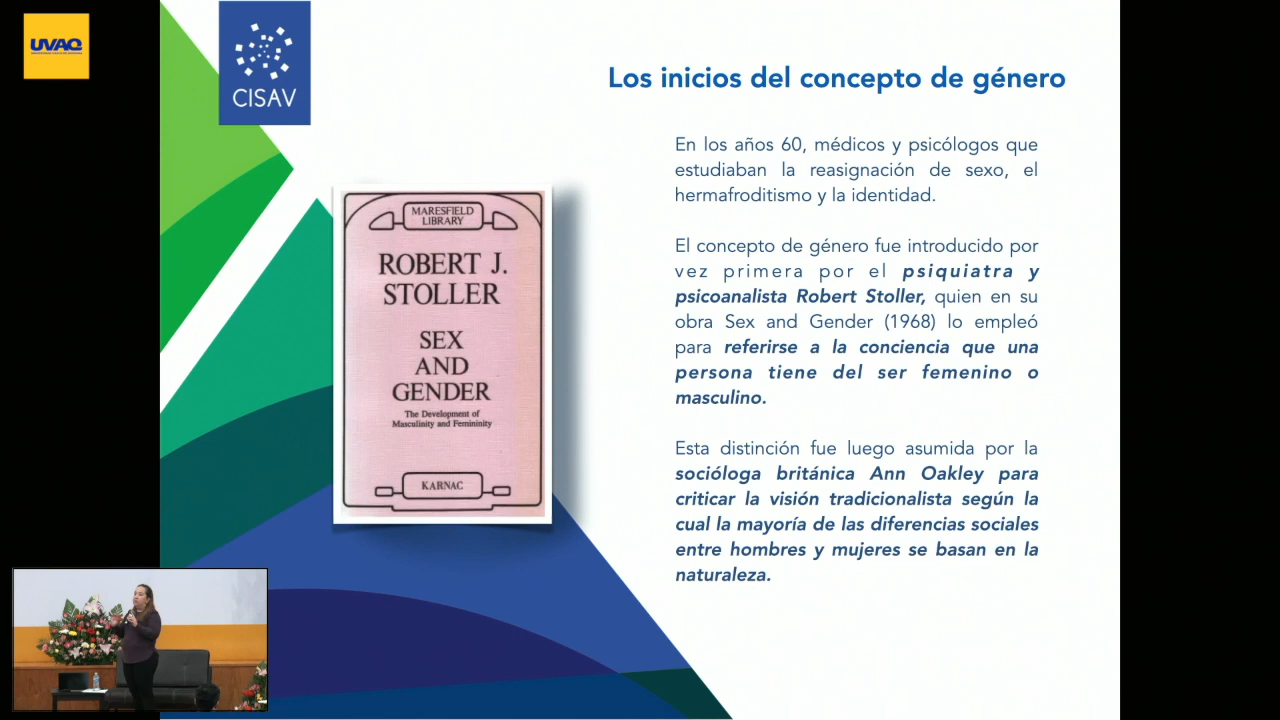 UVAQ
CISAV
Los inicios del concepto de género
En los años 60, médicos y psicólogos que
estudiaban la reasignación de sexo, el
hermafroditismo y la identidad.
El concepto de género fue introducido por
vez primera por el psiquiatra y
psicoanalista Robert Stoller, quien en su
obra Sex and Gender (1968) lo empleó
para referirse a la conciencia que una
persona tiene del ser femenino o
masculino.
Esta distinción fue luego asumida por la
socióloga británica Ann Oakley para
criticar la visión tradicionalista según la
cual la mayoría de las diferencias sociales
entre hombres y mujeres se basan en la
naturaleza.
MARESFIELD
LIBRARY
ROBERT J.
STOLLER
SEX
AND
GENDER
The Development of
Masculinity and Femininity
KARNAC